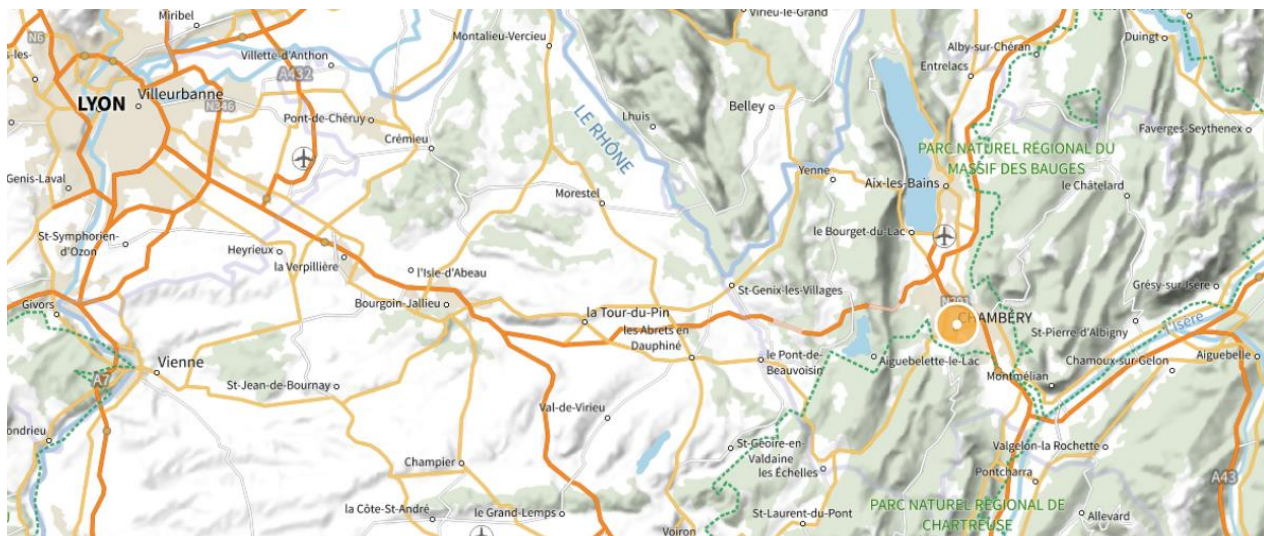 Miribel
Virieu-le-Grand
N6
Montalieu-Vercieu
Alby-sur-Chéran
Duingt
s-les-
Villette-d'Anthon
A432
Entrelacs
LYON
Villeurbanne
N346
Pont-de-Chéruy
Crémieu
LE RHÔNE
Lhuis
Belley
Faverges-Seythenex
PARC NATUREL RÉGIONAL DU
MASSIF DES BAUGES
Genis-Laval
Morestel
Yenne
Aix-les-Bains
le Châtelard
St-Symphorien-
d'Ozon
Heyrieux
la Verpillière
l'Isle-d'Abeau
le Bourget-du-Lac
Givors
Bourgoin-Jallieu
la Tour-du-Pin
St-Genix-les-Villages
Grésy-sur-Isère
N201
CHAMBÉRY
les Abrets en
Dauphiné
St-Pierre d'Albigny
l'Isère
Vienne
A7
St-Jean-de-Bournay
le Pont-de-
Beauvoisin
Aiguebelette-le-Lac
Chamoux-sur-Gelon
Aiguebelle
Montmélian
ondrieu
Val-de-Virieu
Champier
St-Geoire-en-
Valdaine
les Échelles
Valgelon-la Rochette
Pontcharra
A43
la Côte-St-André
le Grand-Lemps
St-Laurent-du-Pont
PARC NATUREL RÉGIONAL DE
CHARTREUSE
Allevard
Voiron